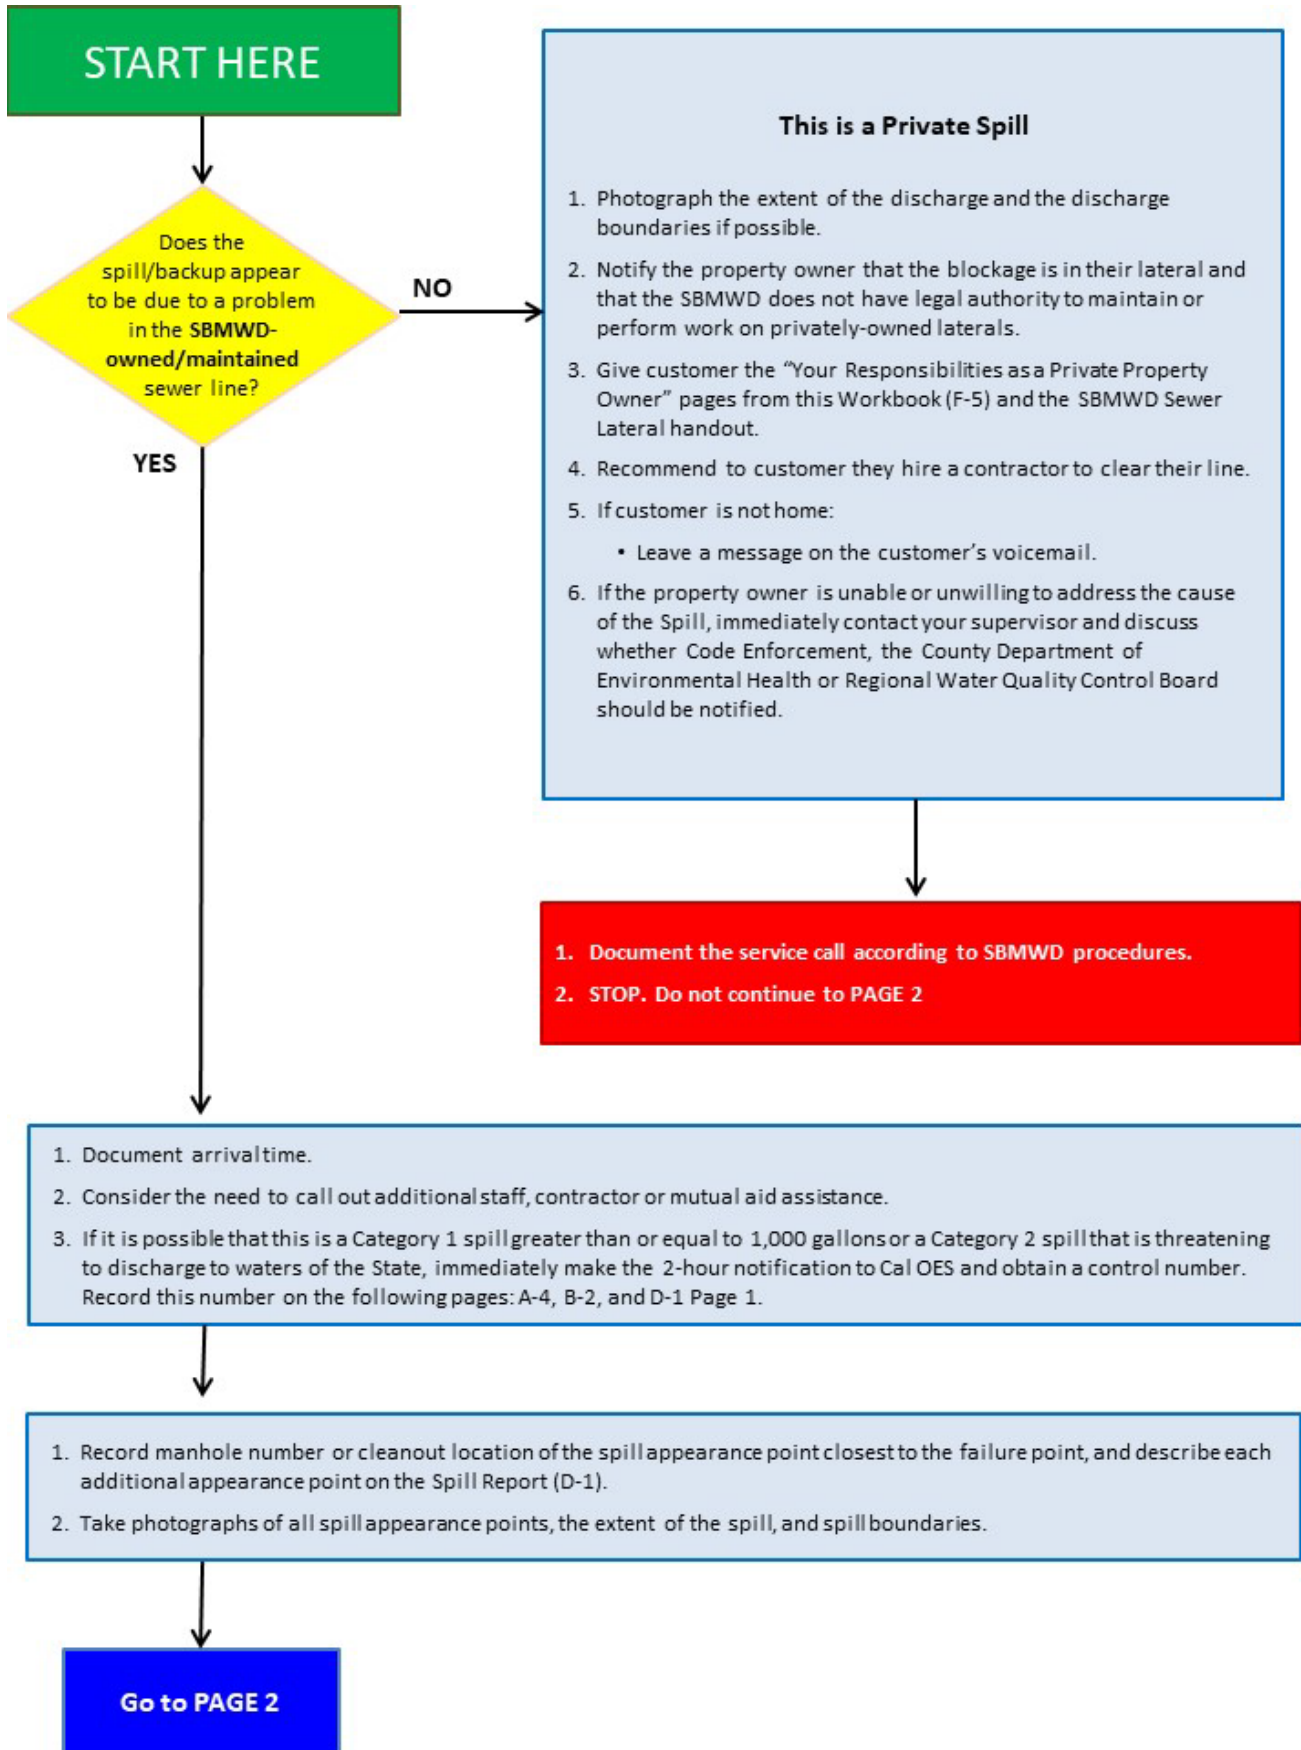 START HERE
Does the
spill/backup appear
to be due to a problem
in the SBMWD-
owned/maintained
sewer line?
NO
YES
This is a Private Spill
1. Photograph the extent of the discharge and the discharge
boundaries if possible.
2. Notify the property owner that the blockage is in their lateral and
that the SBMWD does not have legal authority to maintain or
perform work on privately-owned laterals.
3. Give customer the “Your Responsibilities as a Private Property
Owner” pages from this Workbook (F-5) and the SBMWD Sewer
Lateral handout.
4. Recommend to customer they hire a contractor to clear their line.
5. If customer is not home:
• Leave a message on the customer’s voicemail.
6. If the property owner is unable or unwilling to address the cause
of the Spill, immediately contact your supervisor and discuss
whether Code Enforcement, the County Department of
Environmental Health or Regional Water Quality Control Board
should be notified.
1. Document the service call according to SBMWD procedures.
2. STOP. Do not continue to PAGE 2
1. Document arrival time.
2. Consider the need to call out additional staff, contractor or mutual aid assistance.
3. If it is possible that this is a Category 1 spill greater than or equal to 1,000 gallons or a Category 2 spill that is threatening
to discharge to waters of the State, immediately make the 2-hour notification to Cal OES and obtain a control number.
Record this number on the following pages: A-4, B-2, and D-1 Page 1.
1. Record manhole number or cleanout location of the spill appearance point closest to the failure point, and describe each
additional appearance point on the Spill Report (D-1).
2. Take photographs of all spill appearance points, the extent of the spill, and spill boundaries.
Go to PAGE 2